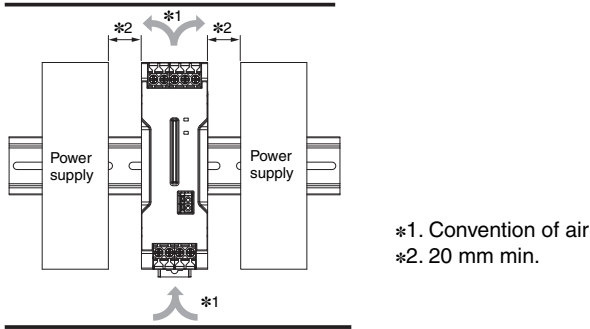 *1
*2
*2
Power
supply
Power
supply
*1
*1. Convention of air
*2. 20 mm min.